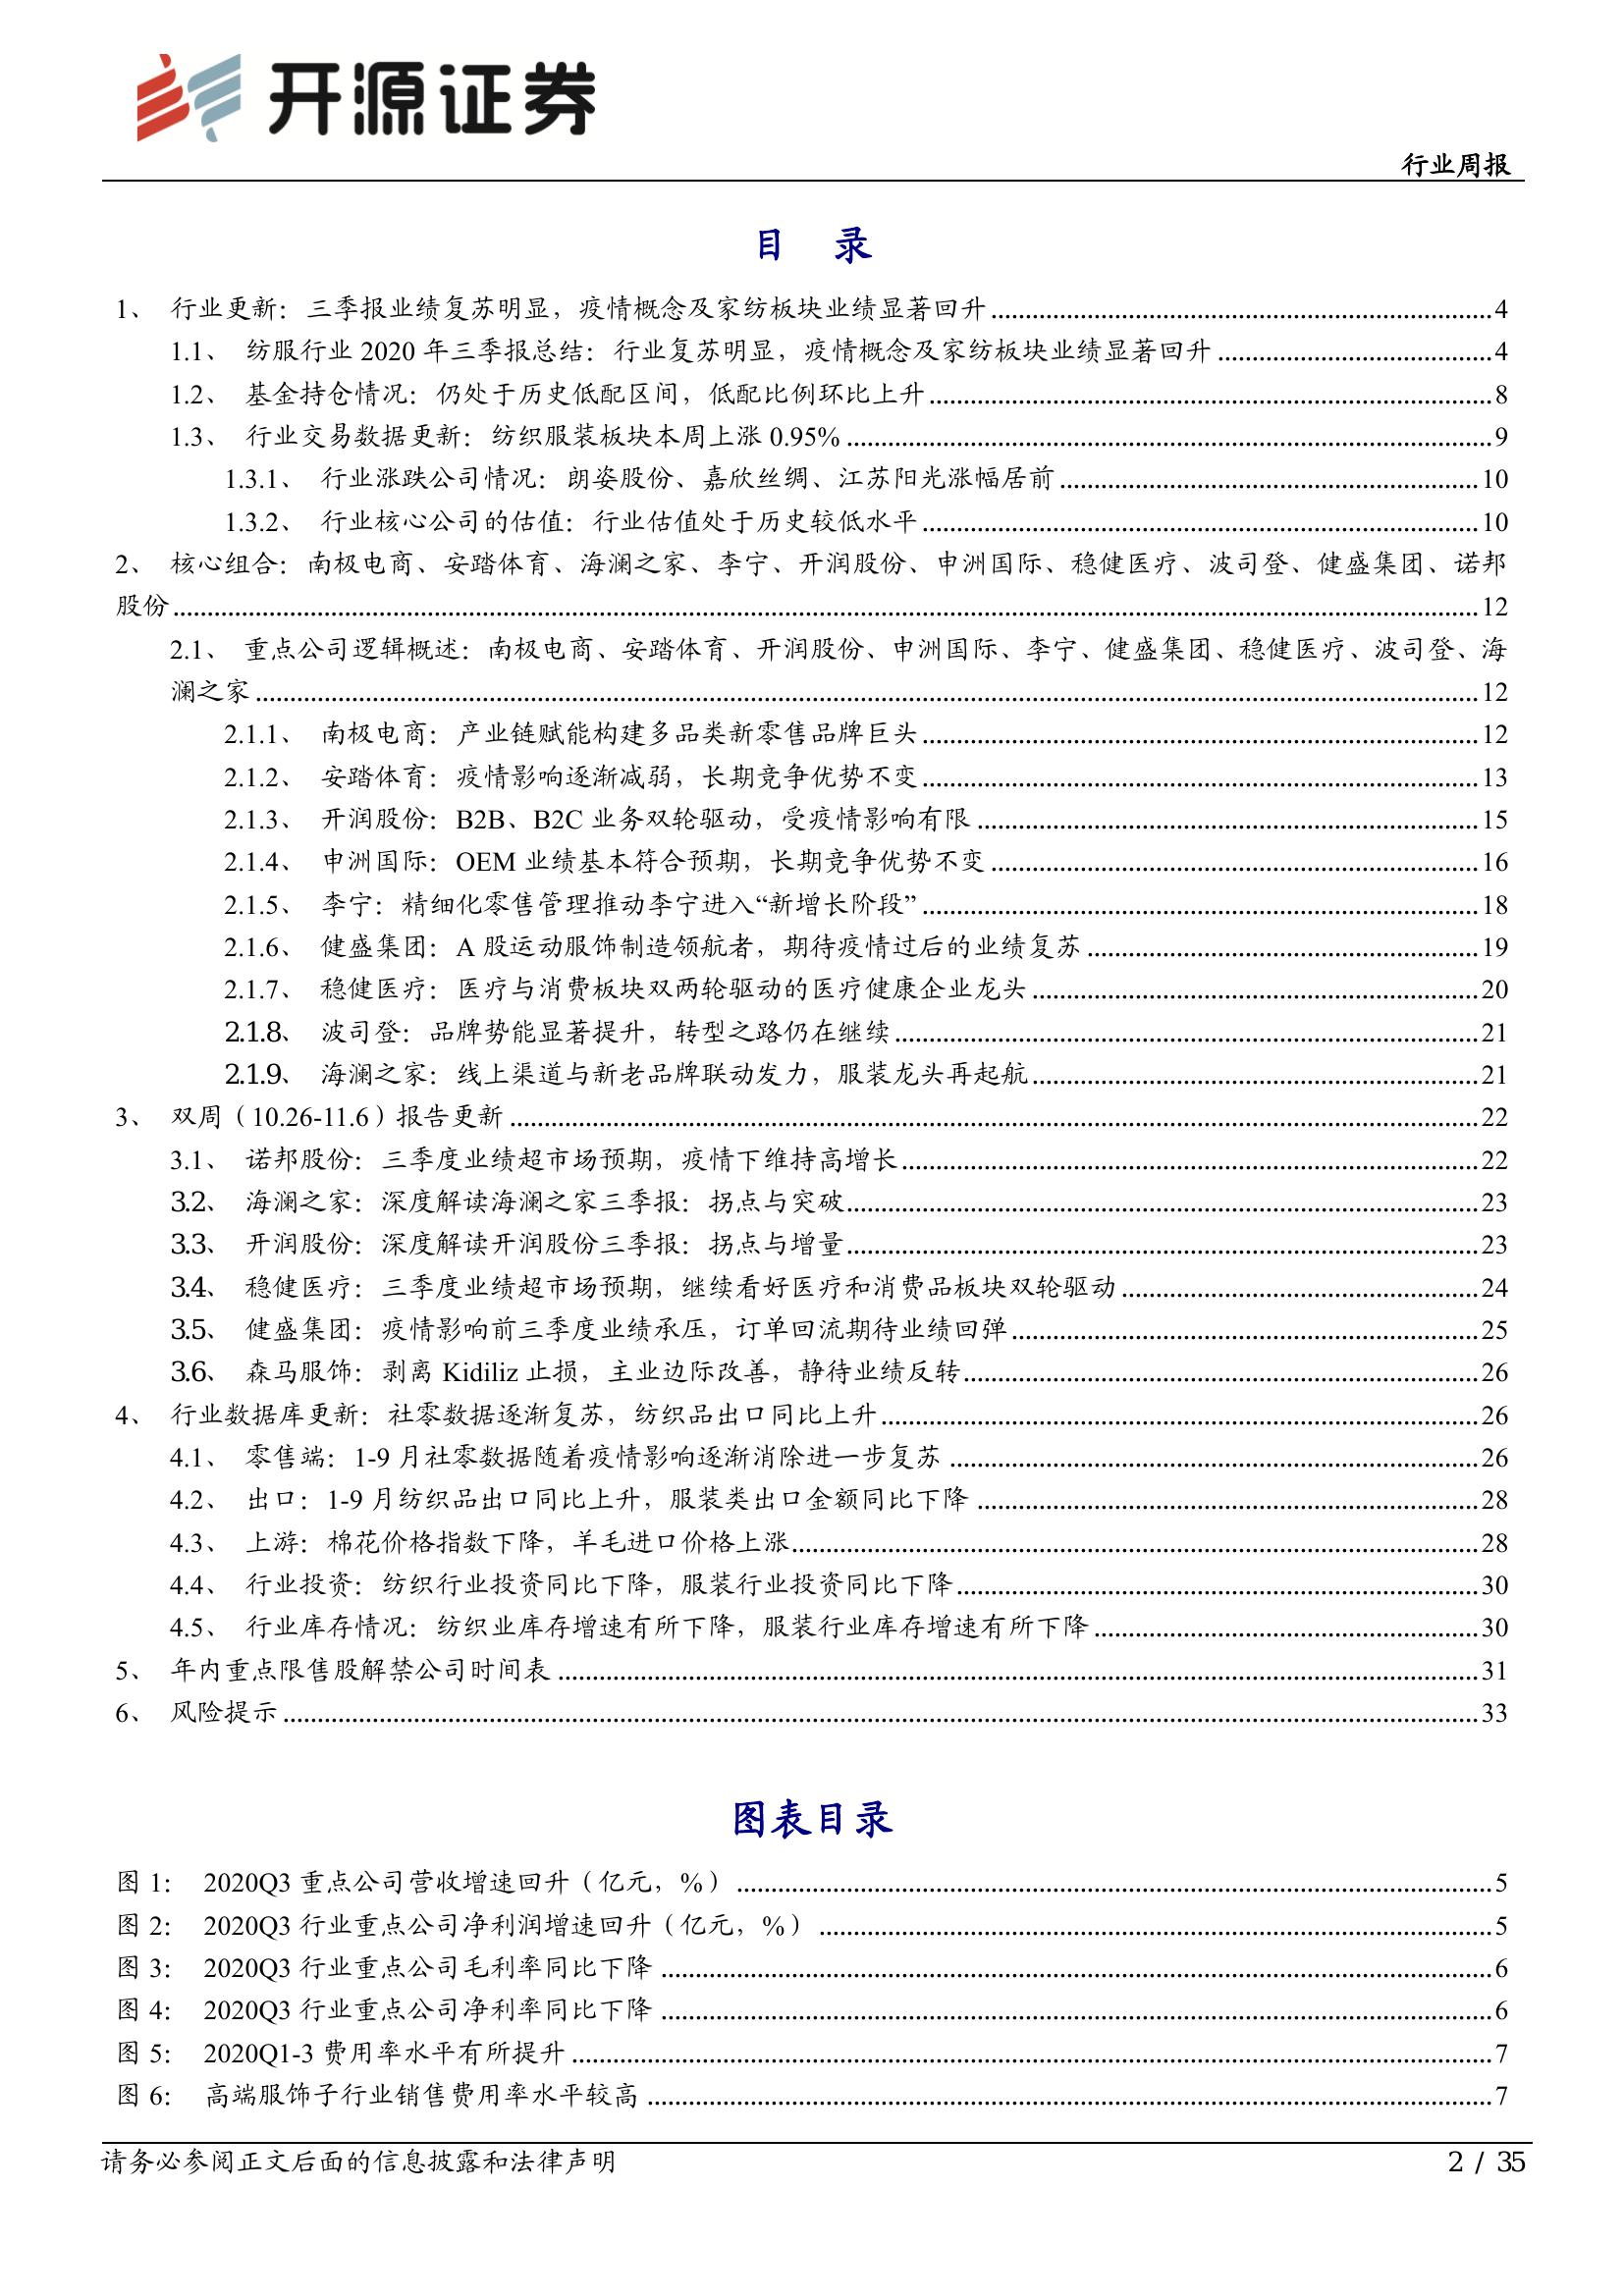 开源证券
行业周报
目 录
1、 行业更新：三季报业绩复苏明显，疫情概念及家纺板块业绩显著回升 4
1.1、 纺服行业 2020 年三季报总结：行业复苏明显，疫情概念及家纺板块业绩显著回升 4
1.2、 基金持仓情况：仍处于历史低配区间，低配比例环比上升 8
1.3、 行业交易数据更新：纺织服装板块本周上涨 0.95% 9
1.3.1、 行业涨跌公司情况：朗姿股份、嘉欣丝绸、江苏阳光涨幅居前 10
1.3.2、 行业核心公司的估值：行业估值处于历史较低水平 10
2、 核心组合：南极电商、安踏体育、海澜之家、李宁、开润股份、申洲国际、稳健医疗、波司登、健盛集团、诺邦
股份 12
2.1、 重点公司逻辑概述：南极电商、安踏体育、开润股份、申洲国际、李宁、健盛集团、稳健医疗、波司登、海
澜之家 12
2.1.1、 南极电商：产业链赋能构建多品类新零售品牌巨头 12
2.1.2、 安踏体育：疫情影响逐渐减弱，长期竞争优势不变 13
2.1.3、 开润股份：B2B、B2C 业务双轮驱动，受疫情影响有限 15
2.1.4、 申洲国际：OEM 业绩基本符合预期，长期竞争优势不变 16
2.1.5、 李宁：精细化零售管理推动李宁进入“新增长阶段” 18
2.1.6、 健盛集团：A 股运动服饰制造领航者，期待疫情过后的业绩复苏 19
2.1.7、 稳健医疗：医疗与消费板块双两轮驱动的医疗健康企业龙头 20
2.1.8、 波司登：品牌势能显著提升，转型之路仍在继续 21
2.1.9、 海澜之家：线上渠道与新老品牌联动发力，服装龙头再起航 21
3、 双周（10.26-11.6）报告更新 22
3.1、 诺邦股份：三季度业绩超市场预期，疫情下维持高增长 22
3.2、 海澜之家：深度解读海澜之家三季报：拐点与突破 23
3.3、 开润股份：深度解读开润股份三季报：拐点与增量 23
3.4、 稳健医疗：三季度业绩超市场预期，继续看好医疗和消费品板块双轮驱动 24
3.5、 健盛集团：疫情影响前三季度业绩承压，订单回流期待业绩回弹 25
3.6、 森马服饰：剥离 Kidiliz 止损，主业边际改善，静待业绩反转 26
4、 行业数据库更新：社零数据逐渐复苏，纺织品出口同比上升 26
4.1、 零售端：1-9 月社零数据随着疫情影响逐渐消除进一步复苏 26
4.2、 出口：1-9 月纺织品出口同比上升，服装类出口金额同比下降 28
4.3、 上游：棉花价格指数下降，羊毛进口价格上涨 28
4.4、 行业投资：纺织行业投资同比下降，服装行业投资同比下降 30
4.5、 行业库存情况：纺织业库存增速有所下降，服装行业库存增速有所下降 30
5、 年内重点限售股解禁公司时间表 31
6、 风险提示 33
图表目录
图 1： 2020Q3 重点公司营收增速回升（亿元，%） 5
图 2： 2020Q3 行业重点公司净利润增速回升（亿元，%） 5
图 3： 2020Q3 行业重点公司毛利率同比下降 6
图 4： 2020Q3 行业重点公司净利率同比下降 6
图 5： 2020Q1-3 费用率水平有所提升 7
图 6： 高端服饰子行业销售费用率水平较高 7
请务必参阅正文后面的信息披露和法律声明 2 / 35